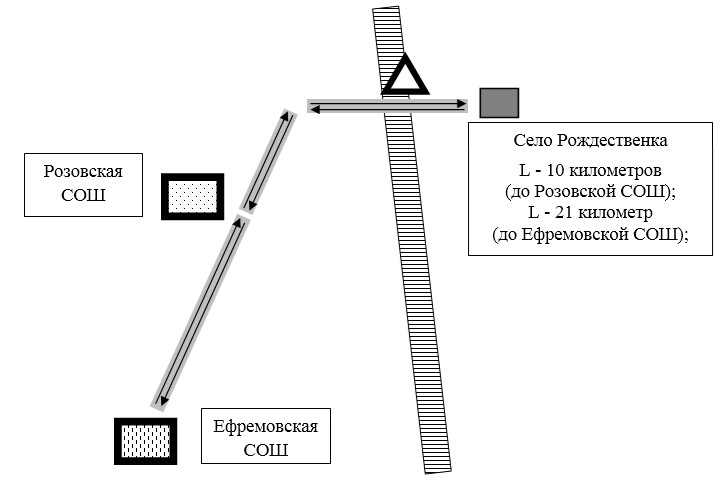 Село Рождественка
L - 10 километров
(до Розовской СОШ);
L - 21 километр
(до Ефремовской СОШ);
Розовская
СОШ
Ефремовская
СОШ